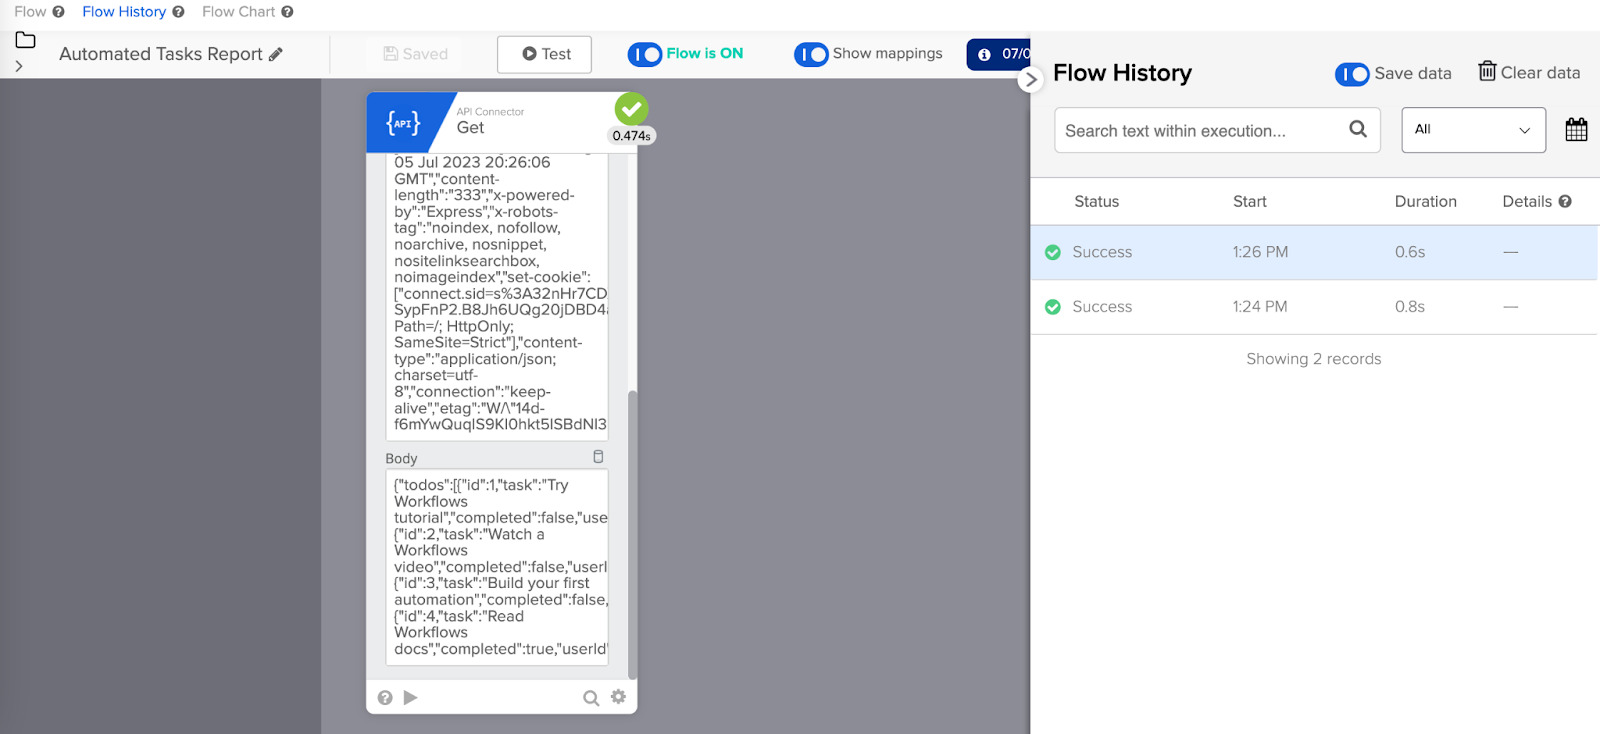 Flow Flow History Flow Chart
Automated Tasks Report
Saved
Test
Flow is ON
Show mappings
07/0
API Connector
Get
0.474s
05 Jul 2023 20:26:06
GMT","content-
length":"333","x-powered-
by":"Express","x-robots-
tag":"noindex, nofollow,
noarchive, nosnippet,
nositelinksearchbox,
noimageindex","set-cookie":
["connect.sid=s%3A32nHr7CD
SypFnP2.B8Jh6UQg20jDBD4
Path=/; HttpOnly;
SameSite=Strict"],"content-
type":"application/json;
charset=utf-
8","connection":"keep-
alive","etag":"W/\"14d-
f6mYwQuqlS9Kl0hkt5lSBdNl3
Body
{"todos":[{"id":1,"task":"Try
Workflows
tutorial","completed":false,"use
{"id":2,"task":"Watch a
Workflows
video","completed":false,"userI
{"id":3,"task":"Build your first
automation","completed":false,
{"id":4,"task":"Read
Workflows
docs","completed":true,"userId"
Flow History
Save data
Clear data
Search text within execution...
All
Status Start Duration Details
Success 1:26 PM 0.6s —
Success 1:24 PM 0.8s —
Showing 2 records